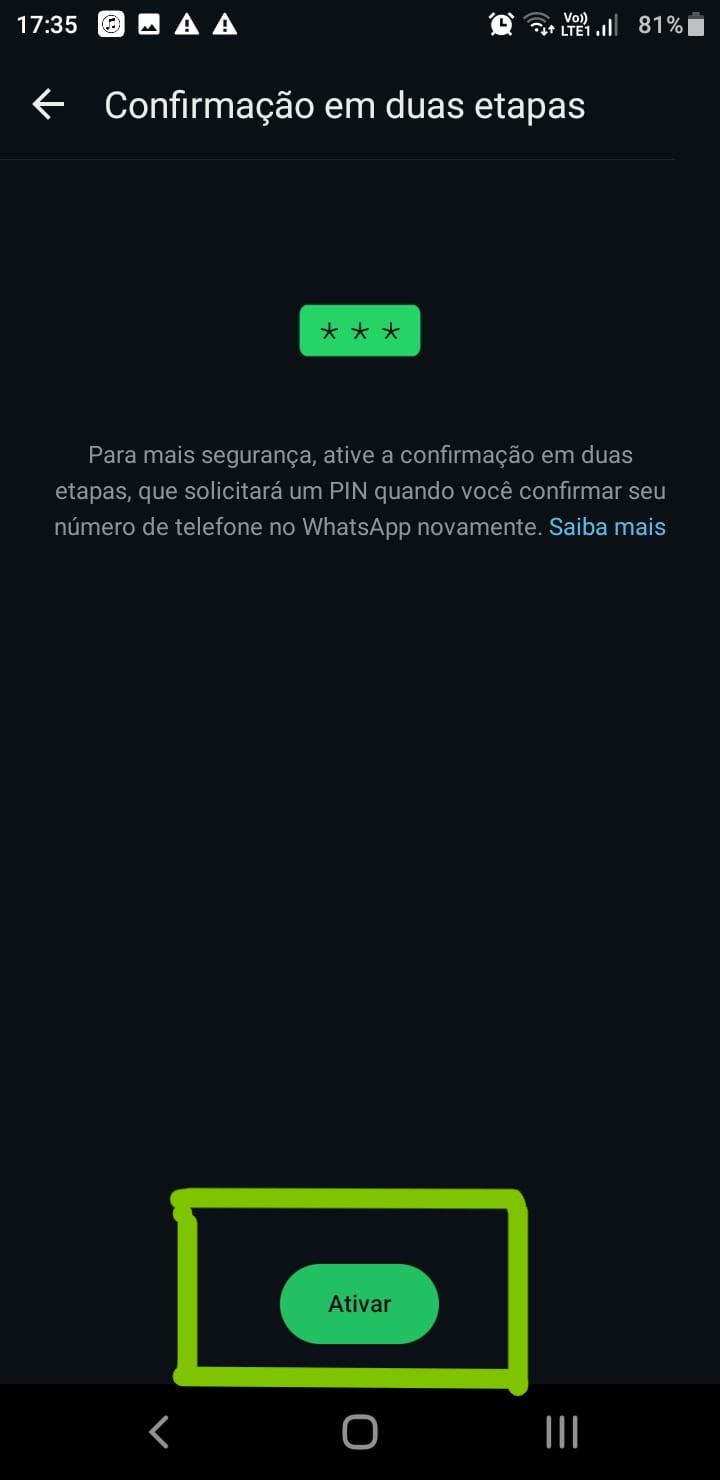 17:35 Vo)) LTE1 81%
Confirmação em duas etapas
***
Para mais segurança, ative a confirmação em duas
etapas, que solicitará um PIN quando você confirmar seu
número de telefone no WhatsApp novamente. Saiba mais
Ativar